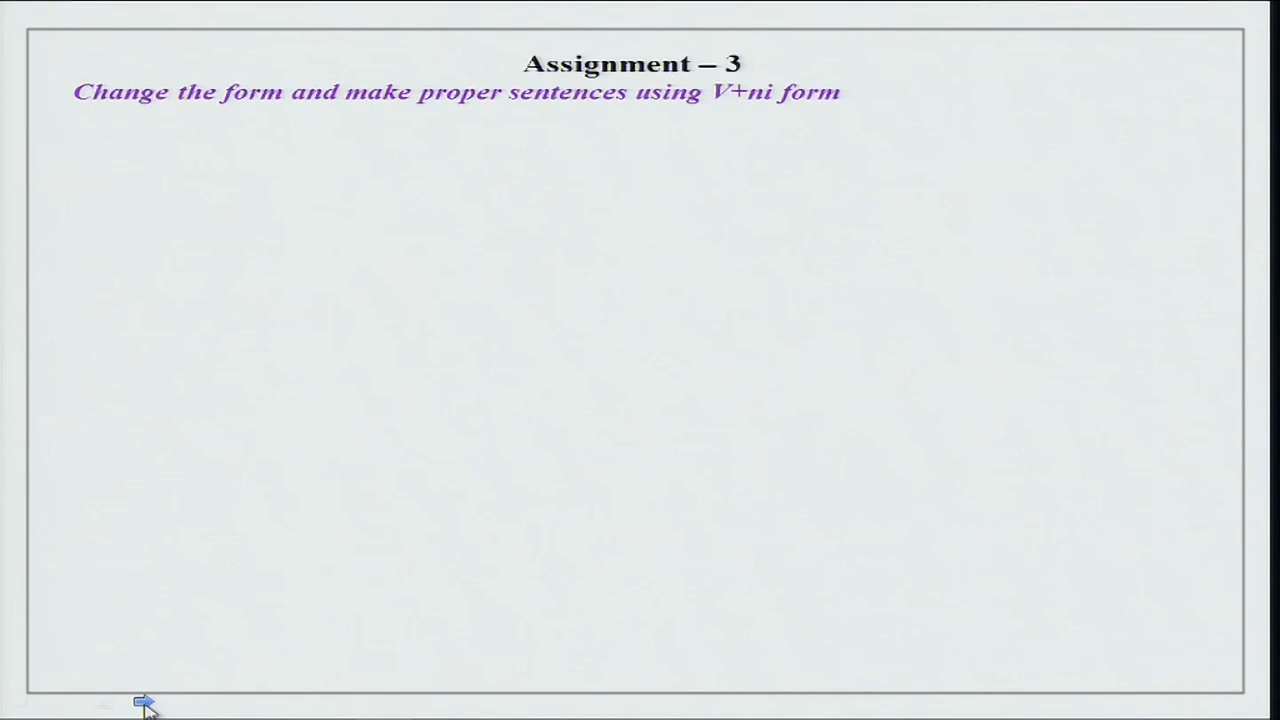 Assignment – 3
Change the form and make proper sentences using V+ni form